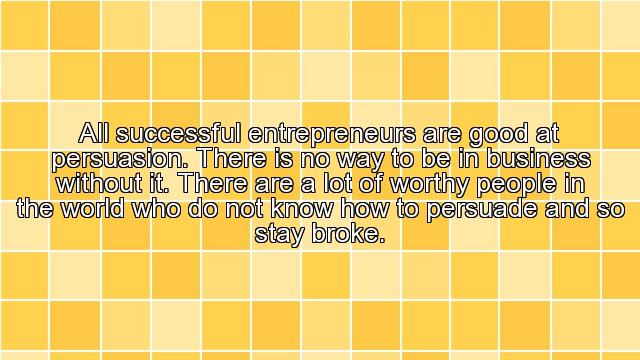 All successful entrepreneurs are good at
persuasion. There is no way to be in business
without it. There are a lot of worthy people in
the world who do not know how to persuade and so
stay broke.